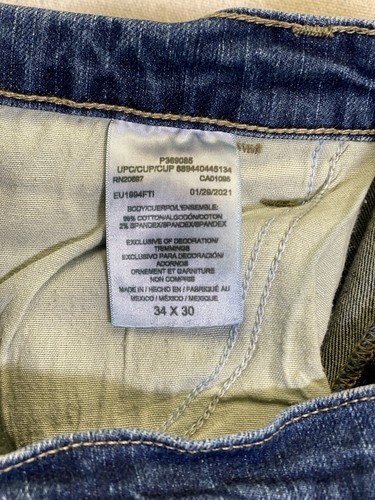 P369085
UPC/CUP/CUP 889440445134
RN20697 CA01095
EU1994FTI 01/29/2021
BODY/CUERPO/L'ENSEMBLE:
98% COTTON/ALGODÓN/COTON
2% SPANDEX/SPANDEX/SPANDEX
EXCLUSIVE OF DECORATION/
TRIMMINGS
EXCLUSIVO PARA DECORACIÓN/
ADORNOS
ORNEMENT ET GARNITURE
NON COMPRIS
MADE IN / HECHO EN / FABRIQUÉ AU
MEXICO / MÉXICO / MEXIQUE
34 X 30